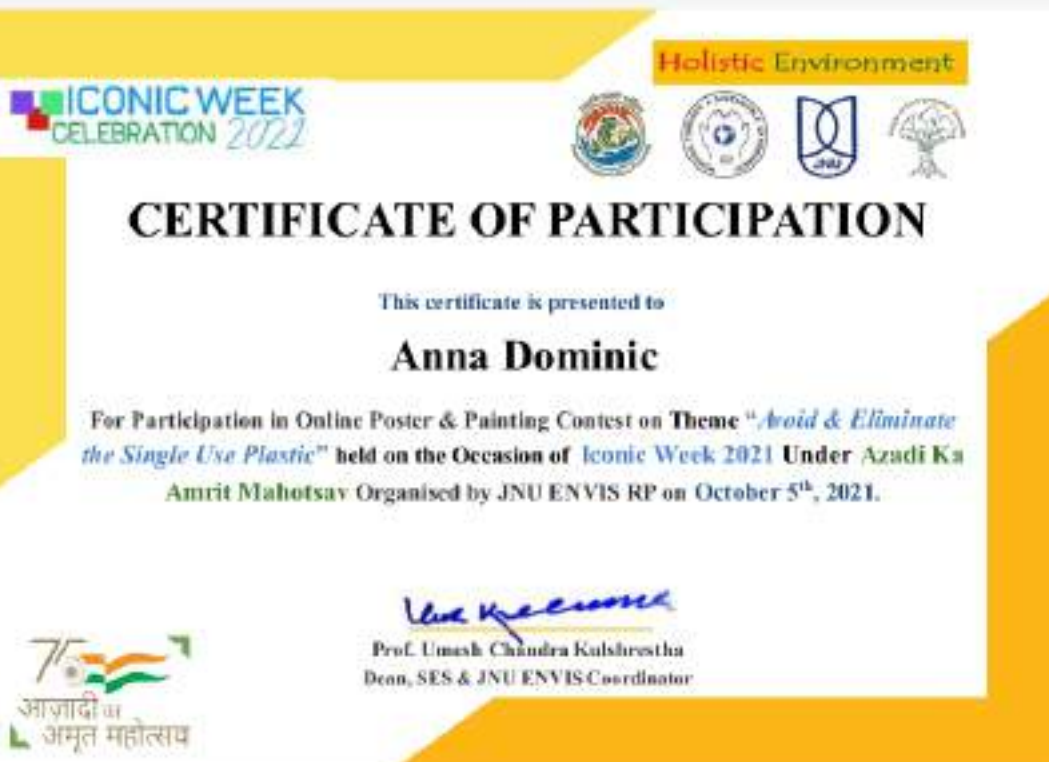 Holistic Environment
ICONIC WEEK
CELEBRATION 2022
JNU
CERTIFICATE OF PARTICIPATION
This certificate is presented to
Anna Dominic
For Participation in Online Poster & Painting Contest on Theme “Avoid & Eliminate
the Single Use Plastic” held on the Occasion of Iconic Week 2021 Under Azadi Ka
Amrit Mahotsav Organised by JNU ENVIS RP on October 5th, 2021.
Prof. Umesh Chandra Kulshrestha
Dean, SES & JNU ENVIS Coordinator
75
आज़ादी का
अमृत महोत्सव